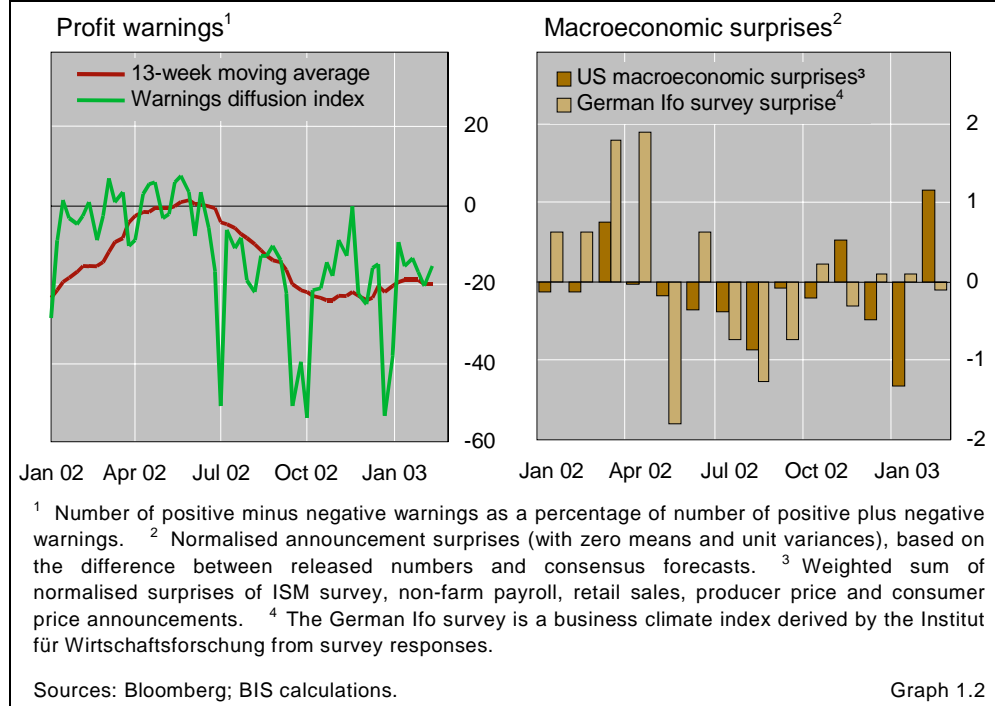 Profit warnings¹
Macroeconomic surprises²
13-week moving average
Warnings diffusion index
US macroeconomic surprises³
German Ifo survey surprise⁴
20
0
-20
-40
-60
2
1
0
-1
-2
Jan 02 Apr 02 Jul 02 Oct 02 Jan 03
Jan 02 Apr 02 Jul 02 Oct 02 Jan 03
¹ Number of positive minus negative warnings as a percentage of number of positive plus negative
warnings. ² Normalised announcement surprises (with zero means and unit variances), based on
the difference between released numbers and consensus forecasts. ³ Weighted sum of
normalised surprises of ISM survey, non-farm payroll, retail sales, producer price and consumer
price announcements. ⁴ The German Ifo survey is a business climate index derived by the Institut
für Wirtschaftsforschung from survey responses.
Sources: Bloomberg; BIS calculations. Graph 1.2